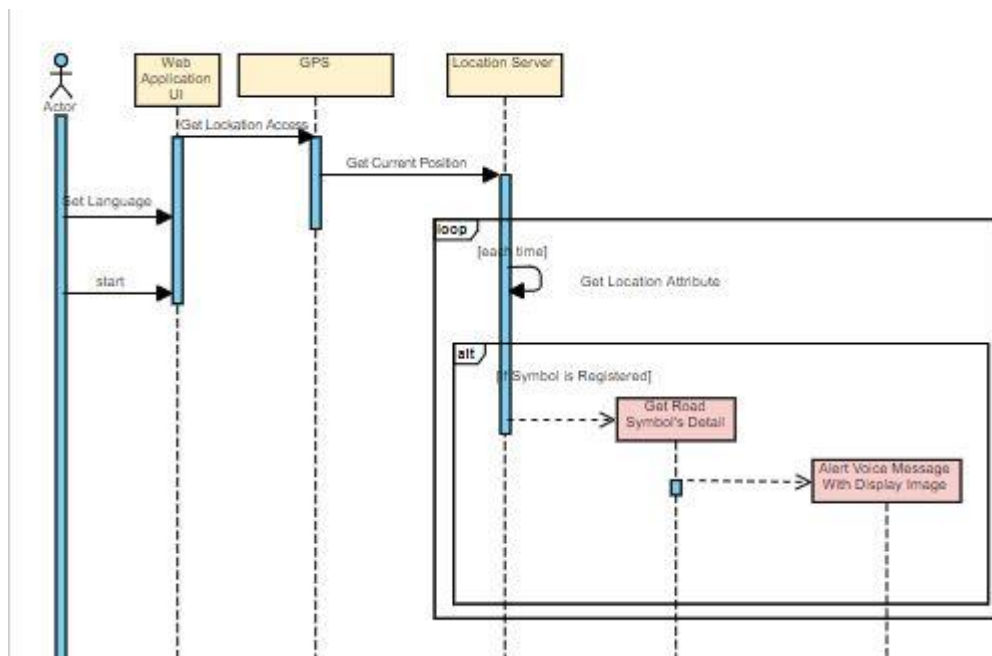 Web
Application
UI
GPS
Location Server
Actor
Get Lockation Access
Get Current Position
Set Language
loop
[each time]
start
Get Location Attribute
alt
[If Symbol is Registered]
Get Road
Symbol's Detail
Alert Voice Message
With Display Image